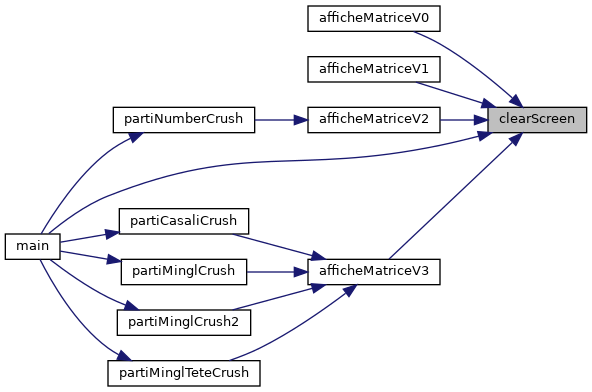 afficheMatriceV0
afficheMatriceV1
clearScreen
partiNumberCrush
afficheMatriceV2
partiCasaliCrush
main
partiMinglCrush
afficheMatriceV3
partiMinglCrush2
partiMinglTeteCrush